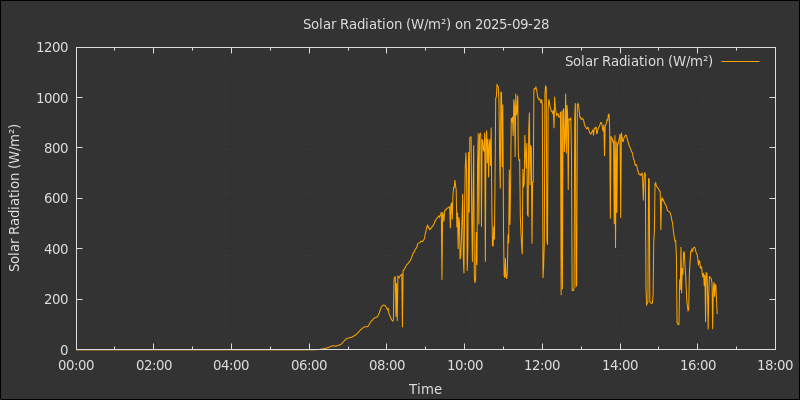 Solar Radiation (W/m²) on 2025-09-28
Solar Radiation (W/m²)
Solar Radiation (W/m²)
1200
1000
800
600
400
200
0
00:00 02:00 04:00 06:00 08:00 10:00 12:00 14:00 16:00 18:00
Time